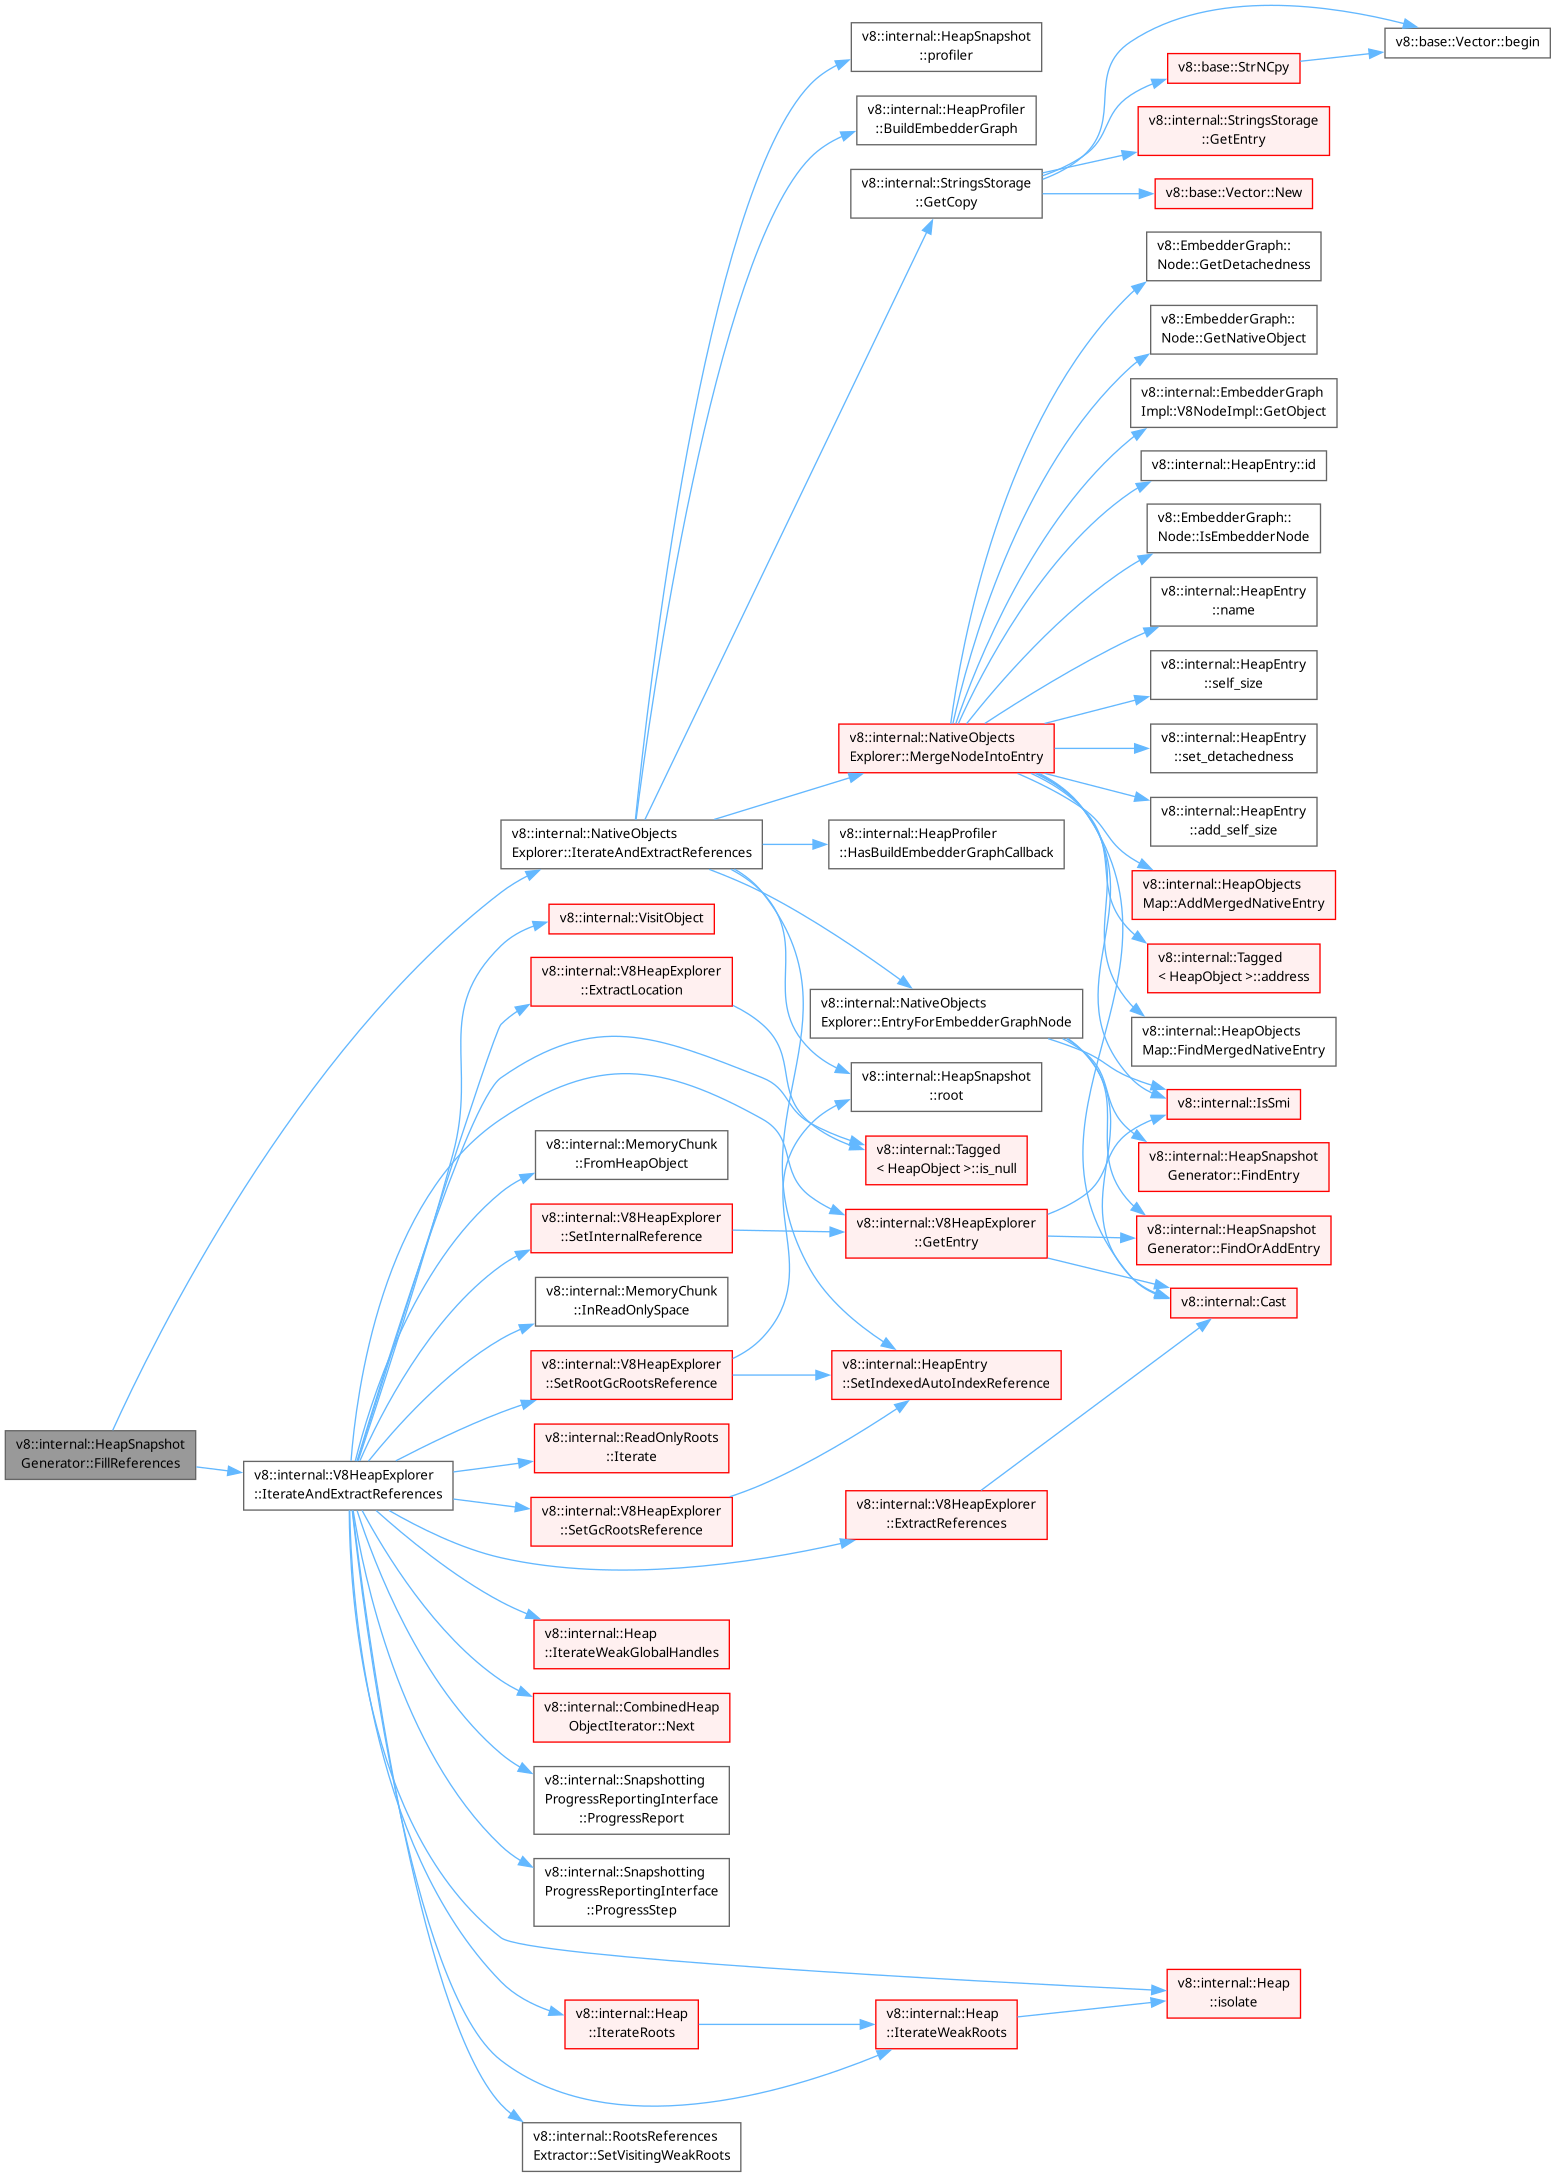 v8::internal::HeapSnapshot
Generator::FillReferences
v8::internal::NativeObjects
Explorer::IterateAndExtractReferences
v8::internal::V8HeapExplorer
::IterateAndExtractReferences
v8::internal::VisitObject
v8::internal::V8HeapExplorer
::ExtractLocation
v8::internal::MemoryChunk
::FromHeapObject
v8::internal::V8HeapExplorer
::SetInternalReference
v8::internal::MemoryChunk
::InReadOnlySpace
v8::internal::V8HeapExplorer
::SetRootGcRootsReference
v8::internal::ReadOnlyRoots
::Iterate
v8::internal::V8HeapExplorer
::SetGcRootsReference
v8::internal::Heap
::IterateWeakGlobalHandles
v8::internal::CombinedHeap
ObjectIterator::Next
v8::internal::Snapshotting
ProgressReportingInterface
::ProgressReport
v8::internal::Snapshotting
ProgressReportingInterface
::ProgressStep
v8::internal::Heap
::IterateRoots
v8::internal::RootsReferences
Extractor::SetVisitingWeakRoots
v8::internal::HeapSnapshot
::profiler
v8::internal::HeapProfiler
::BuildEmbedderGraph
v8::internal::StringsStorage
::GetCopy
v8::internal::NativeObjects
Explorer::MergeNodeIntoEntry
v8::internal::HeapProfiler
::HasBuildEmbedderGraphCallback
v8::internal::NativeObjects
Explorer::EntryForEmbedderGraphNode
v8::internal::HeapSnapshot
::root
v8::internal::Tagged
< HeapObject >::is_null
v8::internal::V8HeapExplorer
::GetEntry
v8::internal::HeapEntry
::SetIndexedAutoIndexReference
v8::internal::V8HeapExplorer
::ExtractReferences
v8::internal::Heap
::IterateWeakRoots
v8::base::StrNCpy
v8::internal::StringsStorage
::GetEntry
v8::base::Vector::New
v8::EmbedderGraph::
Node::GetDetachedness
v8::EmbedderGraph::
Node::GetNativeObject
v8::internal::EmbedderGraph
Impl::V8NodeImpl::GetObject
v8::internal::HeapEntry::id
v8::EmbedderGraph::
Node::IsEmbedderNode
v8::internal::HeapEntry
::name
v8::internal::HeapEntry
::self_size
v8::internal::HeapEntry
::set_detachedness
v8::internal::HeapEntry
::add_self_size
v8::internal::HeapObjects
Map::AddMergedNativeEntry
v8::internal::Tagged
< HeapObject >::address
v8::internal::HeapObjects
Map::FindMergedNativeEntry
v8::internal::IsSmi
v8::internal::HeapSnapshot
Generator::FindEntry
v8::internal::HeapSnapshot
Generator::FindOrAddEntry
v8::internal::Cast
v8::internal::Heap
::isolate
v8::base::Vector::begin